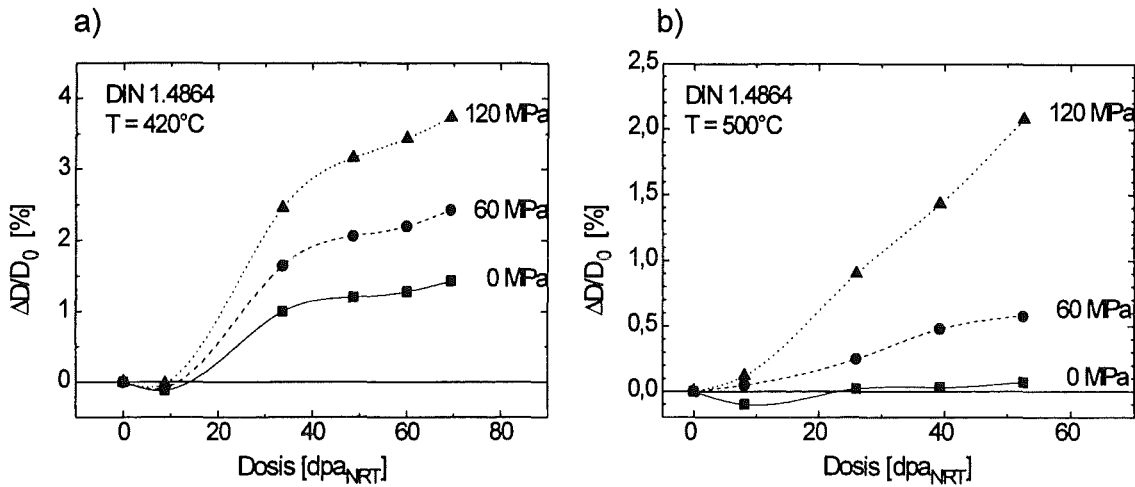 a)
DIN 1.4864
T = 420°C
120 MPa
60 MPa
0 MPa
4
3
2
1
0
ΔD/D0 [%]
0 20 40 60 80
Dosis [dpaNRT]
b)
DIN 1.4864
T = 500°C
120 MPa
60 MPa
0 MPa
2,5
2,0
1,5
1,0
0,5
0,0
ΔD/D0 [%]
0 20 40 60
Dosis [dpaNRT]